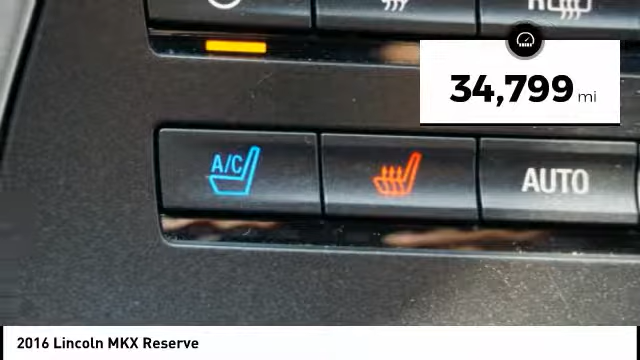 R
34,799 mi
A/C
AUTO
2016 Lincoln MKX Reserve